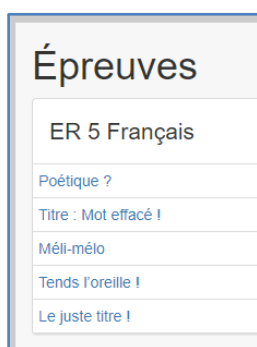 Épreuves
ER 5 Français
Poétique ?
Titre : Mot effacé !
Méli-mélo
Tends l’oreille !
Le juste titre !